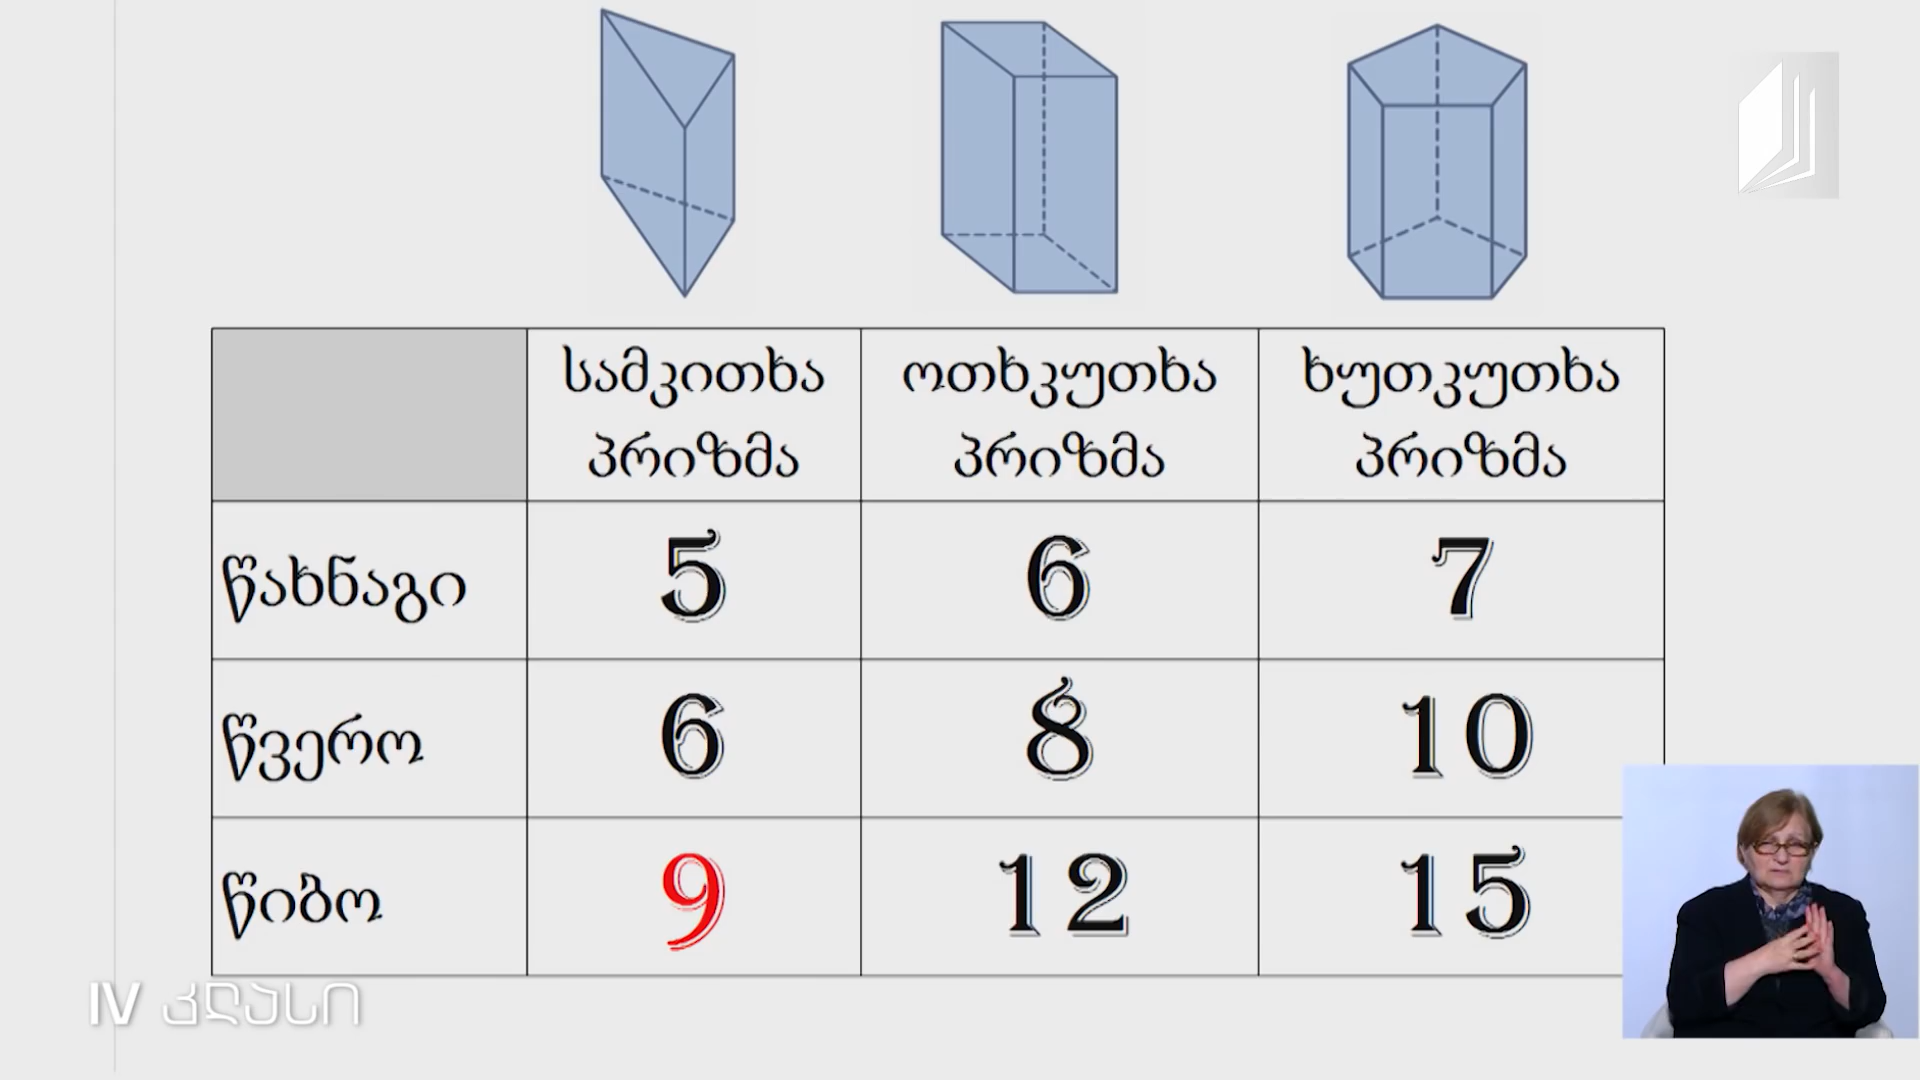 სამკითხა ოთხკუთხა ხუთკუთხა
პრიზმა პრიზმა პრიზმა
წახნაგი 5 6 7
წვერო 6 8 10
წიბო 9 12 15
IV კლასი